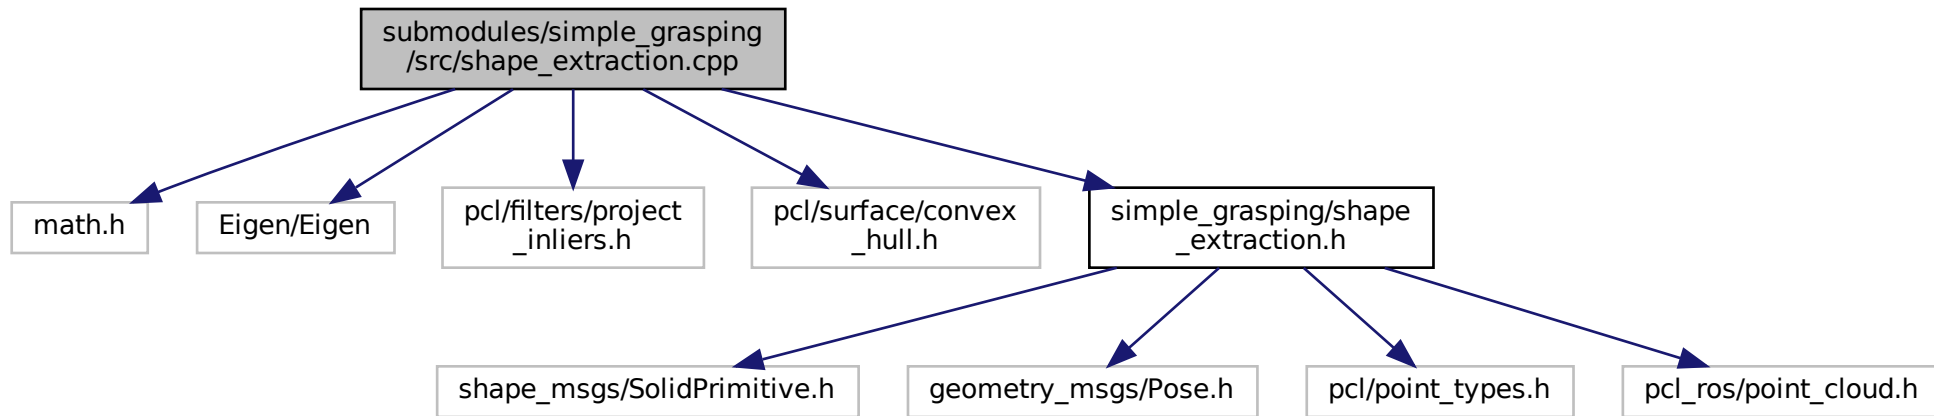 submodules/simple_grasping
/src/shape_extraction.cpp
math.h
Eigen/Eigen
pcl/filters/project
_inliers.h
pcl/surface/convex
_hull.h
simple_grasping/shape
_extraction.h
shape_msgs/SolidPrimitive.h
geometry_msgs/Pose.h
pcl/point_types.h
pcl_ros/point_cloud.h